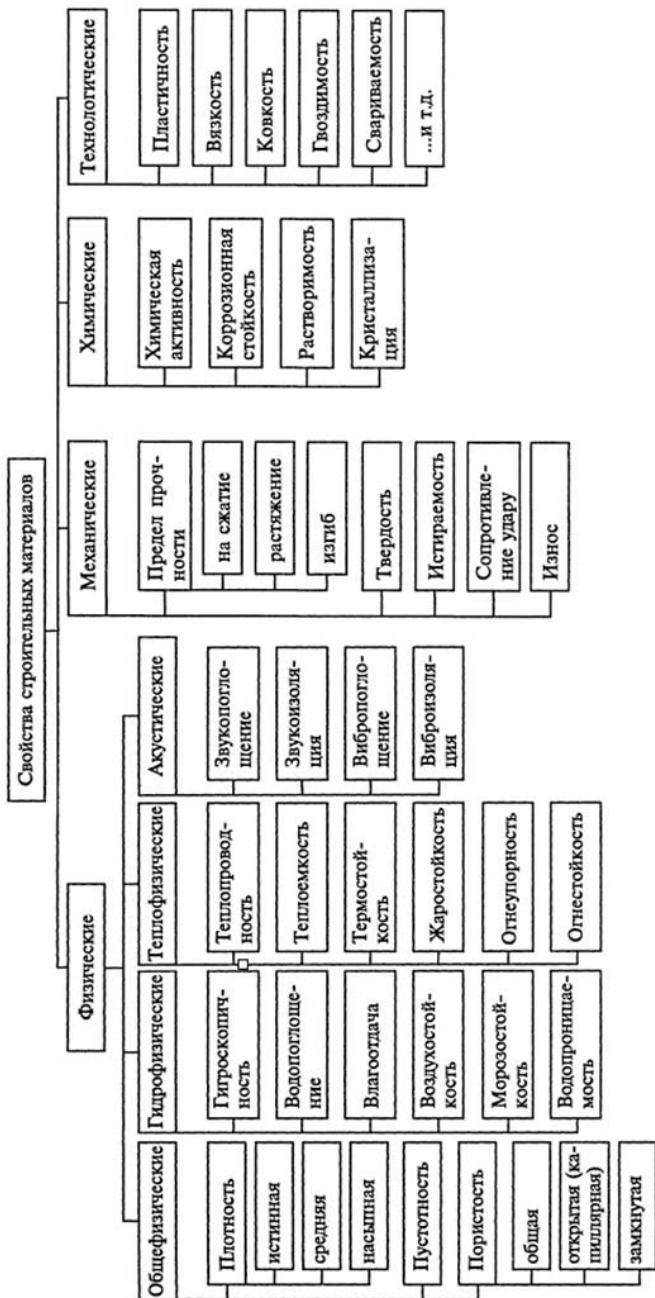 Свойства строительных материалов
Физические
Механические
Химические
Технологические
Общефизические
Гидрофизические
Теплофизические
Акустические
Плотность
истинная
средняя
насыпная
Пустотность
Пористость
общая
открытая (ка-
пиллярная)
замкнутая
Гигроскопич-
ность
Водопоглоще-
ние
Влагоотдача
Воздухостой-
кость
Морозостой-
кость
Водопроницае-
мость
Теплопровод-
ность
Теплоемкость
Термостой-
кость
Жаростойкость
Огнеупорность
Огнестойкость
Звукопогло-
щение
Звукоизоля-
ция
Вибропогло-
щение
Виброизоля-
ция
Предел проч-
ности
на сжатие
растяжение
изгиб
Твердость
Истираемость
Сопротивле-
ние удару
Износ
Химическая
активность
Коррозионная
стойкость
Растворимость
Кристаллиза-
ция
Пластичность
Вязкость
Ковкость
Гвоздимость
Свариваемость
....и т.д.